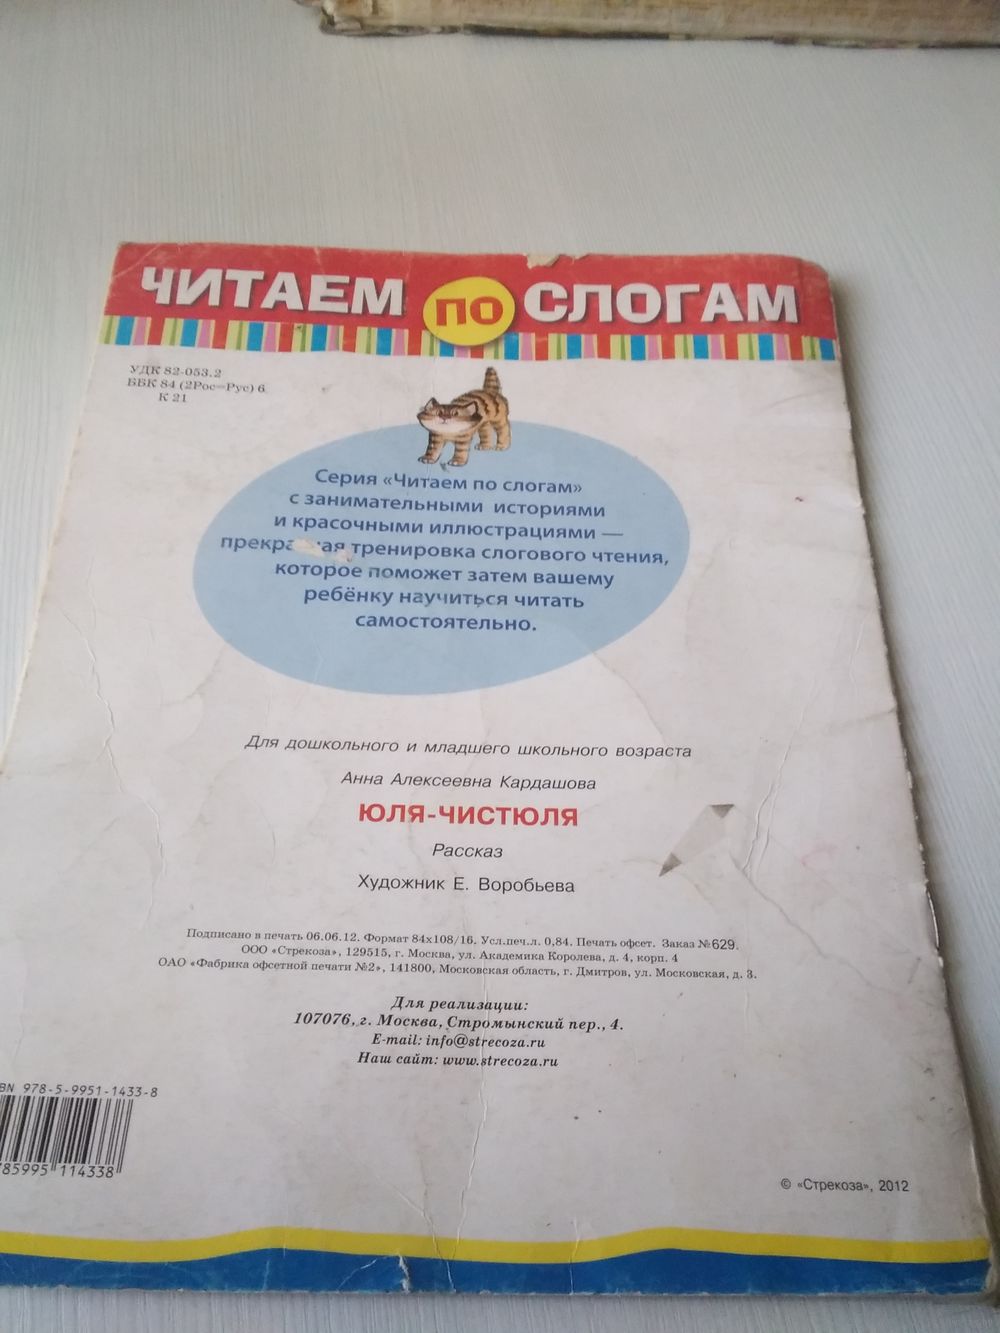 ЧИТАЕМ ПО СЛОГАМ
УДК 82-053.2
ББК 84 (2Рос=Рус) 6
К 21
Серия «Читаем по слогам»
с занимательными историями
и красочными иллюстрациями —
тренировка слогового чтения,
которое поможет затем вашему
ребёнку научиться читать
самостоятельно.
Для дошкольного и младшего школьного возраста
Анна Алексеевна Кардашова
ЮЛЯ-ЧИСТЮЛЯ
Рассказ
Художник Е. Воробьева
Подписано в печать 06.06.12. Формат 84x108/16. Усл.печ.л. 0,84. Печать офсет. Заказ №629.
ООО «Стрекоза», 129515, г. Москва, ул. Академика Королева, д. 4, корп. 4
ОАО «Фабрика офсетной печати №2», 141800, Московская область, г. Дмитров, ул. Московская, д. 3.
Для реализации:
107076, г. Москва, Стромынский пер., 4.
E-mail: info@strecoza.ru
Наш сайт: www.strecoza.ru
978-5-9951-1433-8
785995 114338
© «Стрекоза», 2012